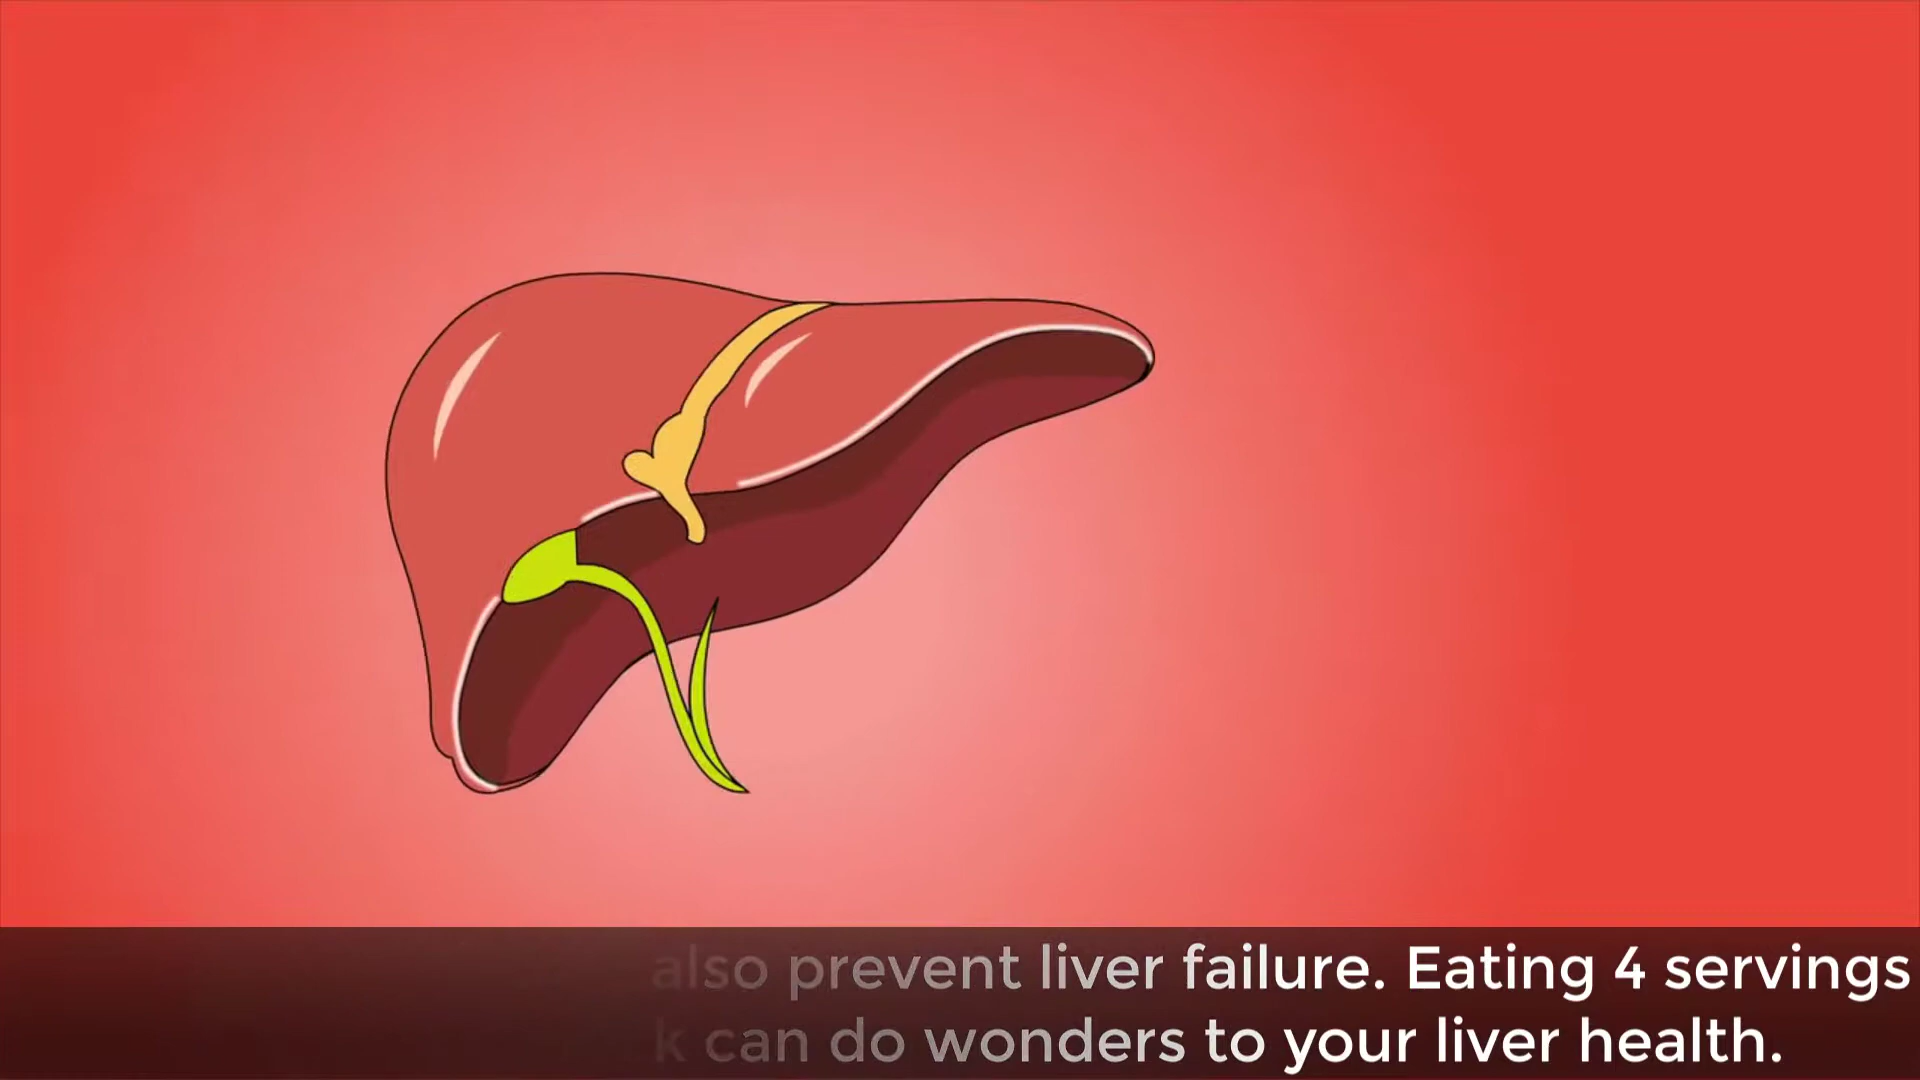 also prevent liver failure. Eating 4 servings
k can do wonders to your liver health.